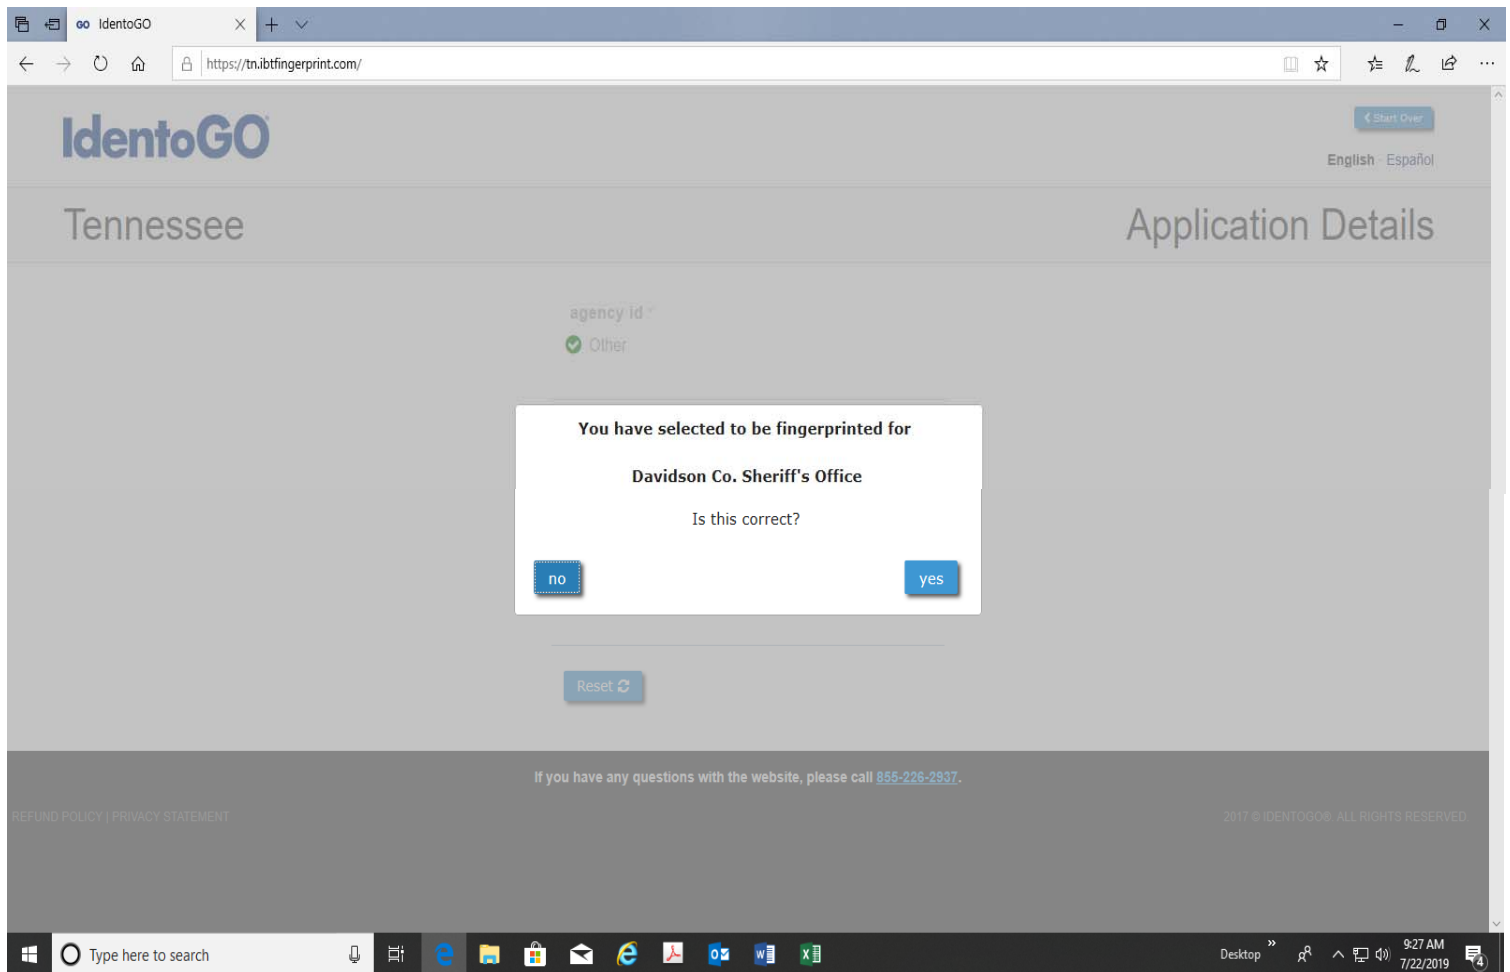 GO IdentoGO
https://tn.ibtfingerprint.com/
IdentoGO
Start Over
English - Español
Tennessee
Application Details
agency id *
Other
You have selected to be fingerprinted for
Davidson Co. Sheriff's Office
Is this correct?
no
yes
Reset
If you have any questions with the website, please call 855-226-2937.
REFUND POLICY | PRIVACY STATEMENT
2017 © IDENTOGO® ALL RIGHTS RESERVED.
Type here to search
Desktop
9:27 AM
7/22/2019
4